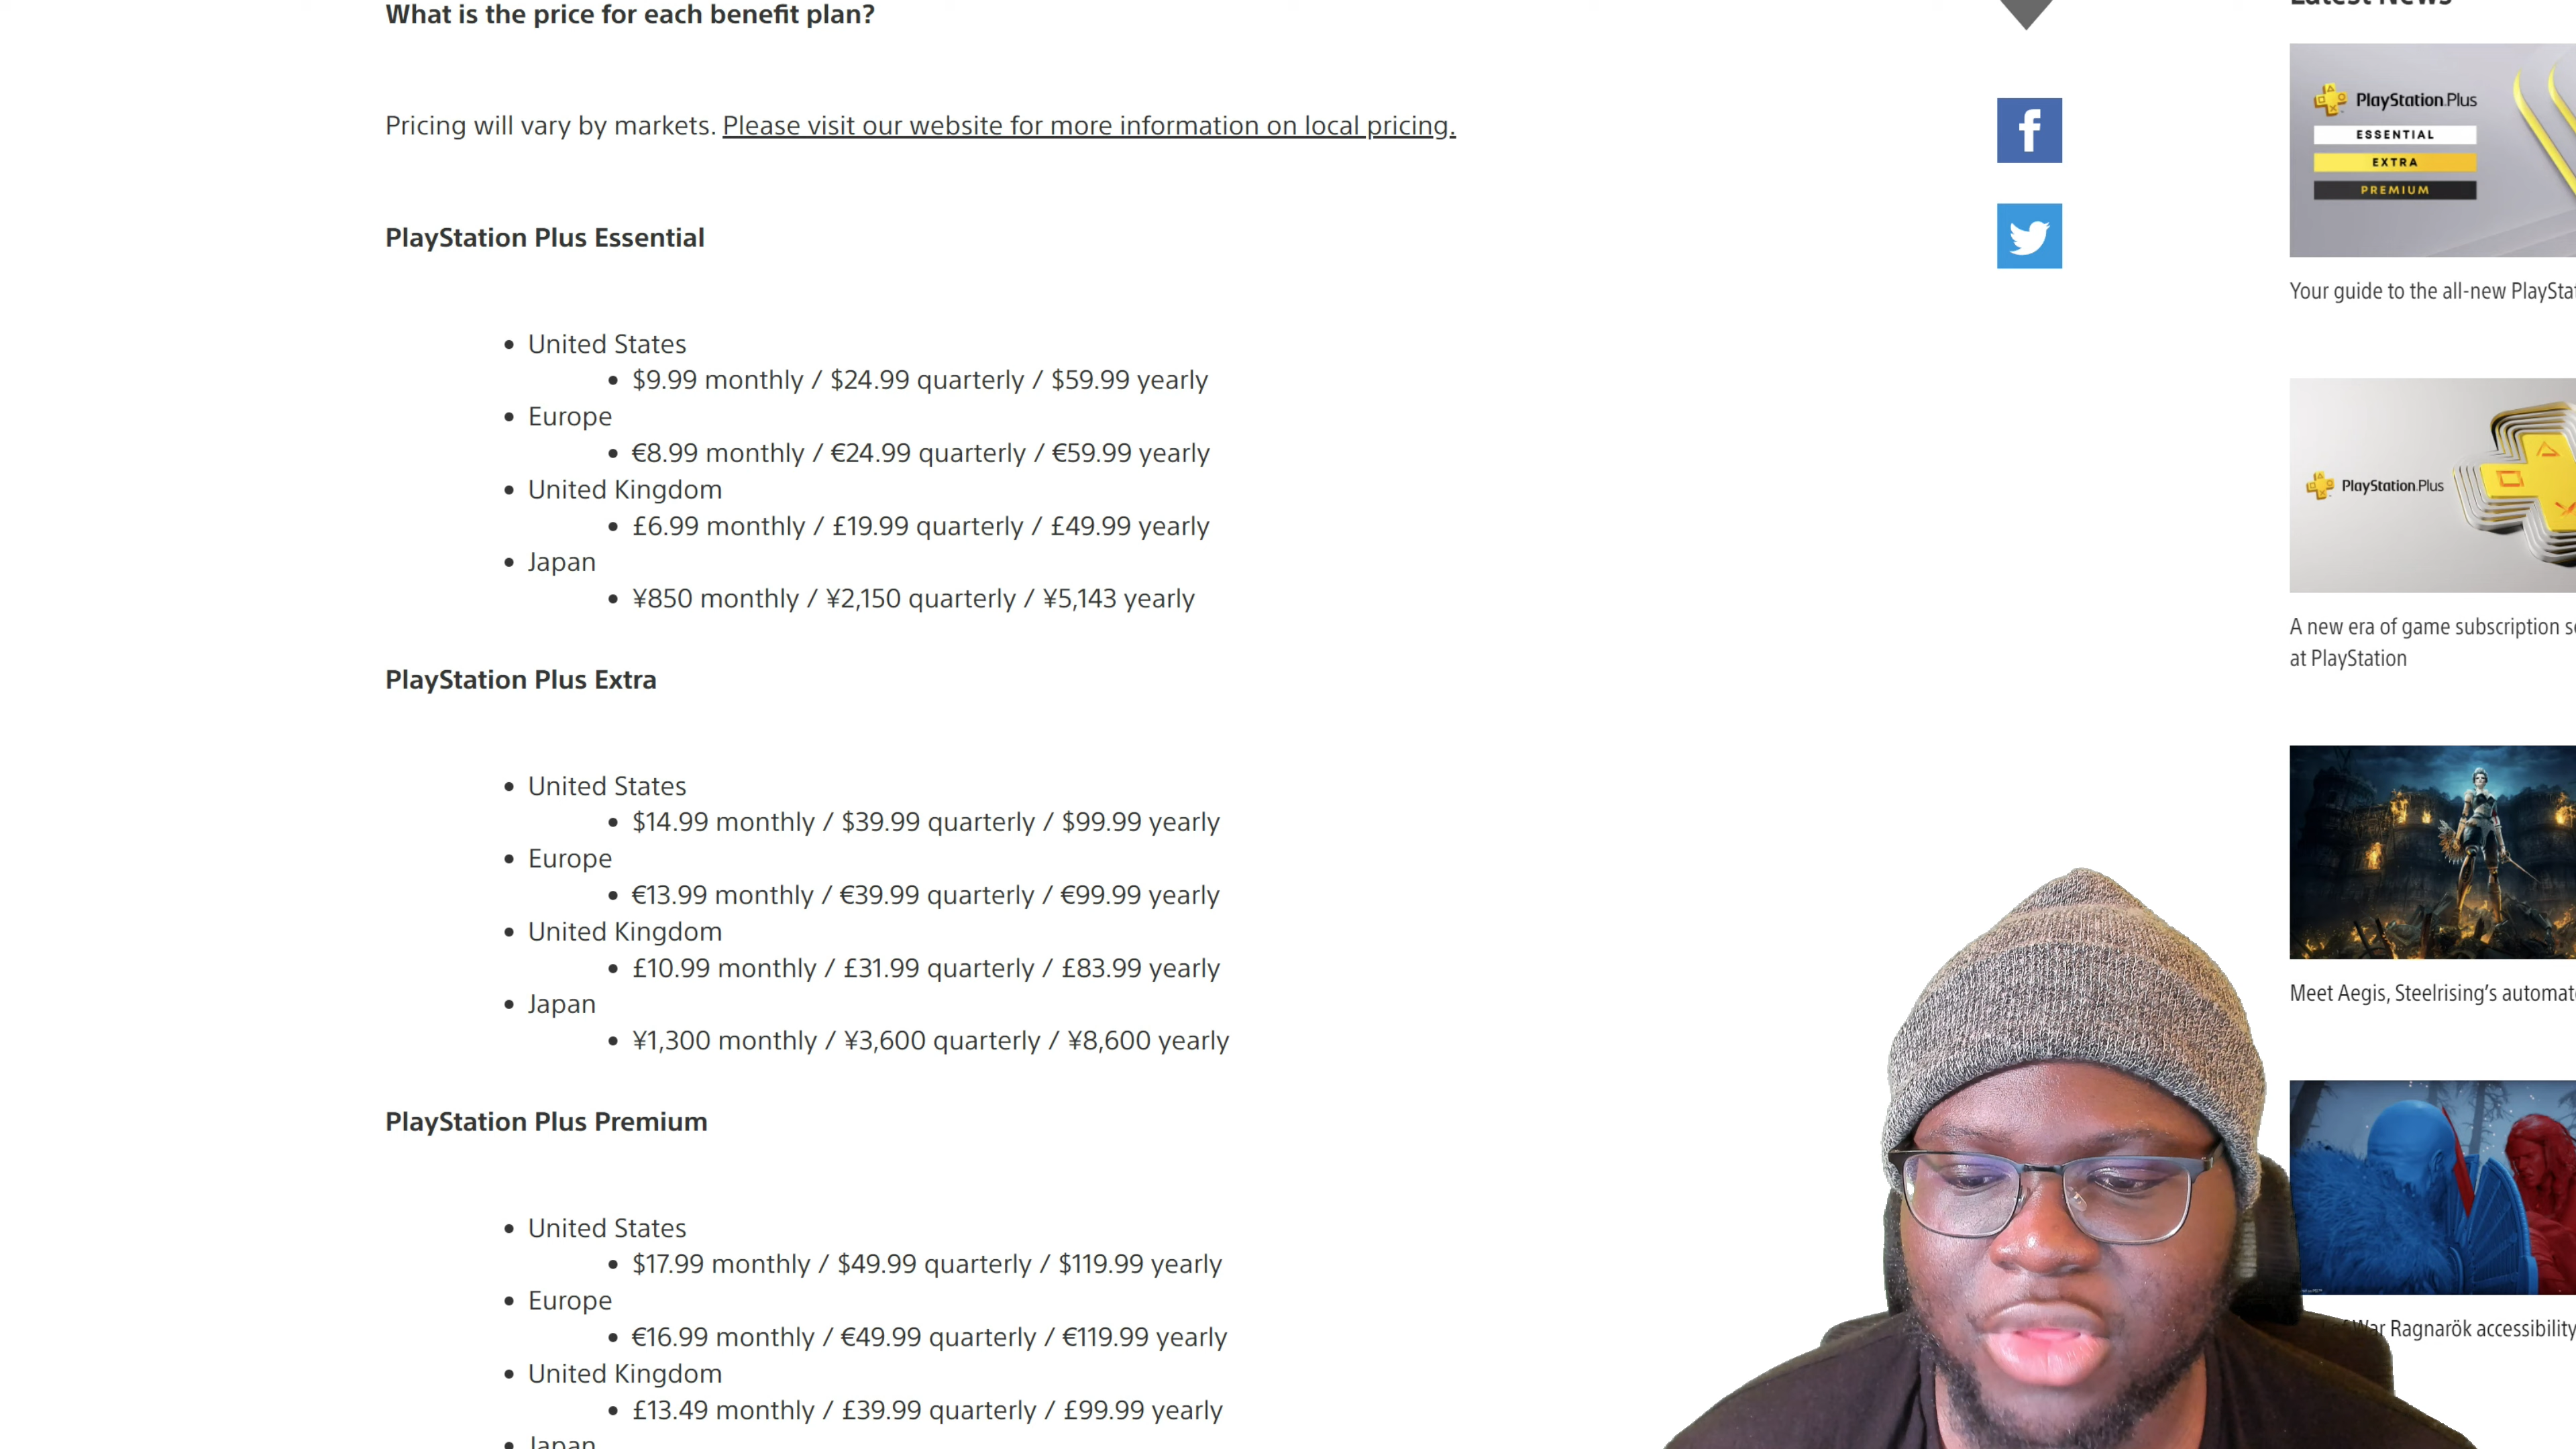 What is the price for each benefit plan?
Pricing will vary by markets. Please visit our website for more information on local pricing.
PlayStation Plus Essential
• United States
• $9.99 monthly / $24.99 quarterly / $59.99 yearly
• Europe
• €8.99 monthly / €24.99 quarterly / €59.99 yearly
• United Kingdom
• £6.99 monthly / £19.99 quarterly / £49.99 yearly
• Japan
• ¥850 monthly / ¥2,150 quarterly / ¥5,143 yearly
PlayStation Plus Extra
• United States
• $14.99 monthly / $39.99 quarterly / $99.99 yearly
• Europe
• €13.99 monthly / €39.99 quarterly / €99.99 yearly
• United Kingdom
• £10.99 monthly / £31.99 quarterly / £83.99 yearly
• Japan
• ¥1,300 monthly / ¥3,600 quarterly / ¥8,600 yearly
PlayStation Plus Premium
• United States
• $17.99 monthly / $49.99 quarterly / $119.99 yearly
• Europe
• €16.99 monthly / €49.99 quarterly / €119.99 yearly
• United Kingdom
• £13.49 monthly / £39.99 quarterly / £99.99 yearly
• Japan
Latest News
PlayStation.Plus
ESSENTIAL
EXTRA
PREMIUM
Your guide to the all-new
PlayStation.Plus
A new era of game subscription
at PlayStation
Meet Aegis, Steelrising's
War Ragnarök accessibility